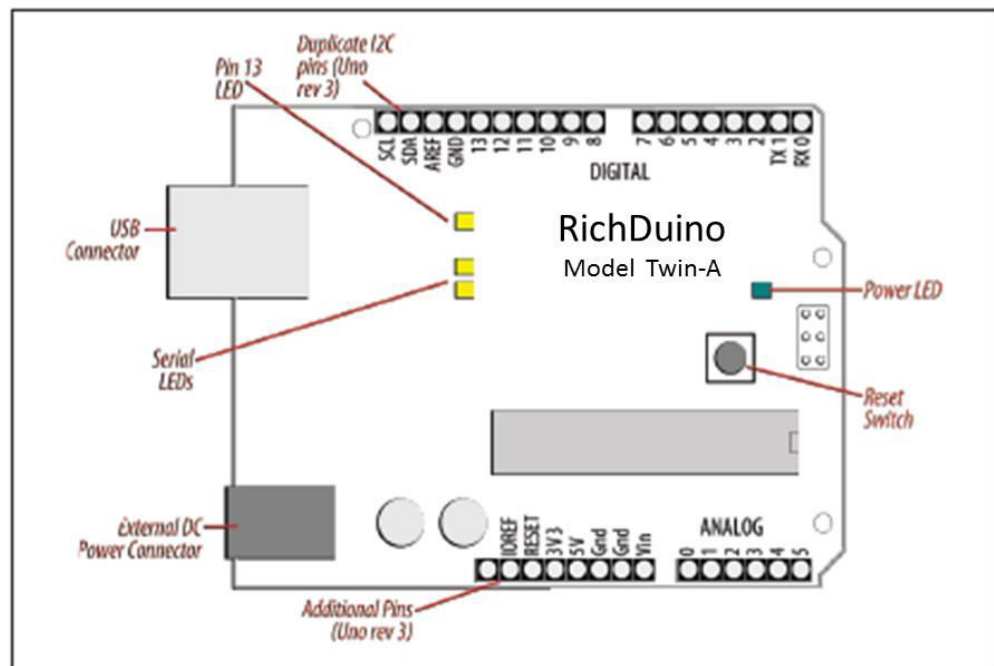 Duplicate I2C
pins (Uno
rev 3)
Pin 13
LED
SCL
SDA
AREF
GND
13
12
11
10
9
8
7
6
5
4
3
2
TX 1
RX 0
DIGITAL
RichDuino
Model Twin-A
USB
Connector
Power LED
Serial
LEDs
Reset
Switch
External DC
Power Connector
IOREF
RESET
3V3
5V
Gnd
Gnd
Vin
ANALOG
0
1
2
3
4
5
Additional Pins
(Uno rev 3)